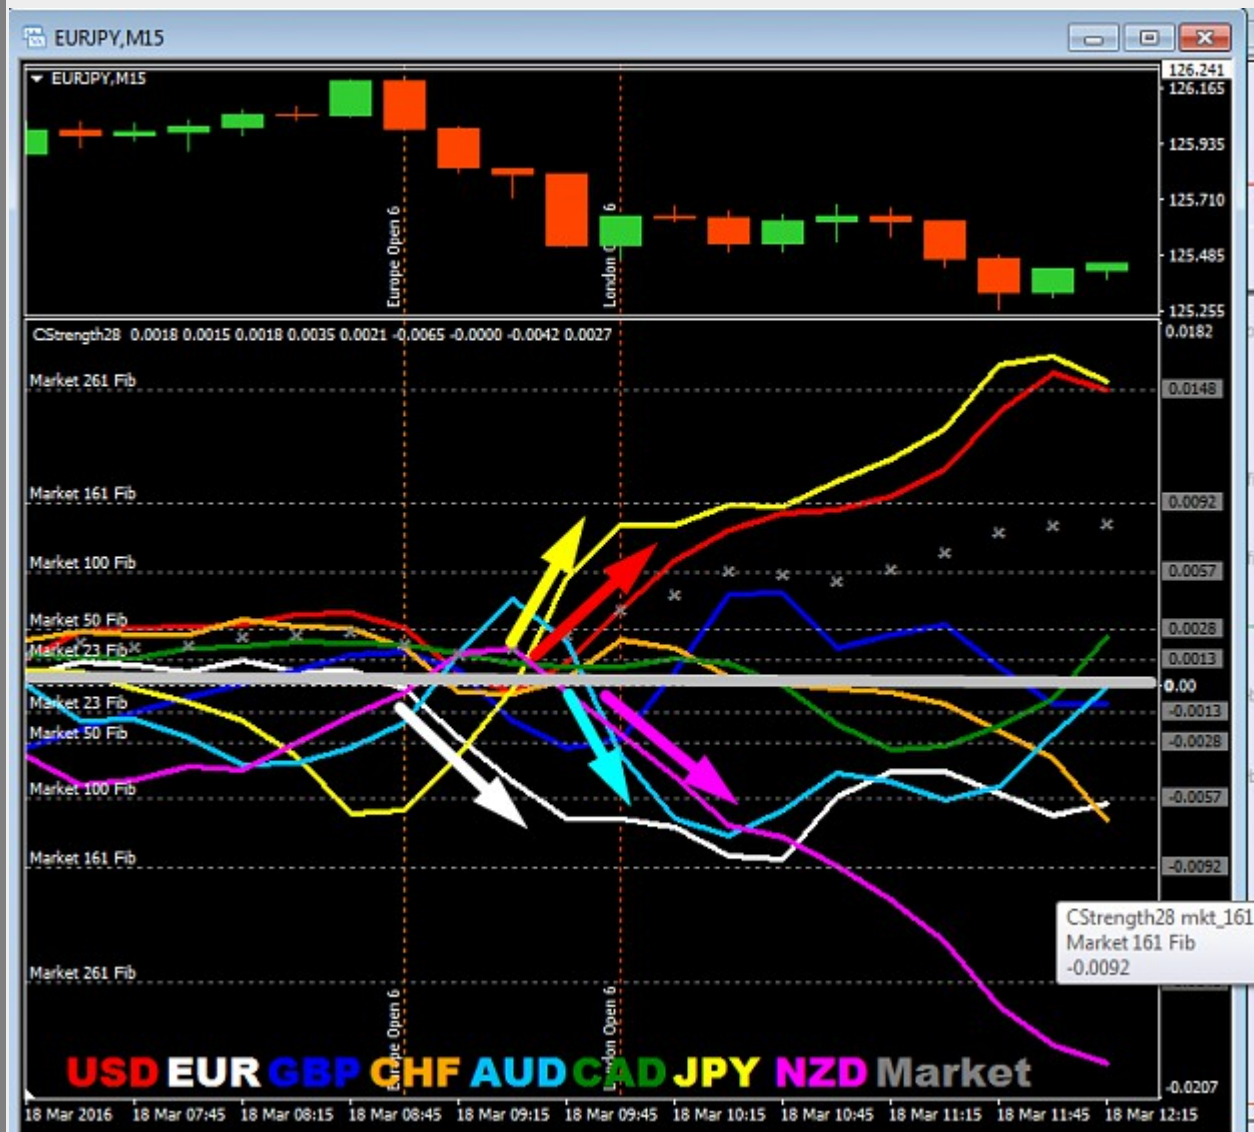 EURJPY,M15
EURJPY,M15
126.241
126.165
125.935
125.710
125.485
125.255
Europe Open 6
London O 6
CStrength28 0.0018 0.0015 0.0018 0.0035 0.0021 -0.0065 -0.0000 -0.0042 0.0027
0.0182
Market 261 Fib
0.0148
Market 161 Fib
0.0092
Market 100 Fib
0.0057
Market 50 Fib
0.0028
Market 23 Fib
0.0013
0.00
Market 23 Fib
-0.0013
Market 50 Fib
-0.0028
Market 100 Fib
-0.0057
Market 161 Fib
-0.0092
CStrength28 mkt_161
Market 161 Fib
-0.0092
Market 261 Fib
Europe Open 6
London Open 6
USD EUR GBP CHF AUD CAD JPY NZD Market
-0.0207
18 Mar 2016 18 Mar 07:45 18 Mar 08:15 18 Mar 08:45 18 Mar 09:15 18 Mar 09:45 18 Mar 10:15 18 Mar 10:45 18 Mar 11:15 18 Mar 11:45 18 Mar 12:15